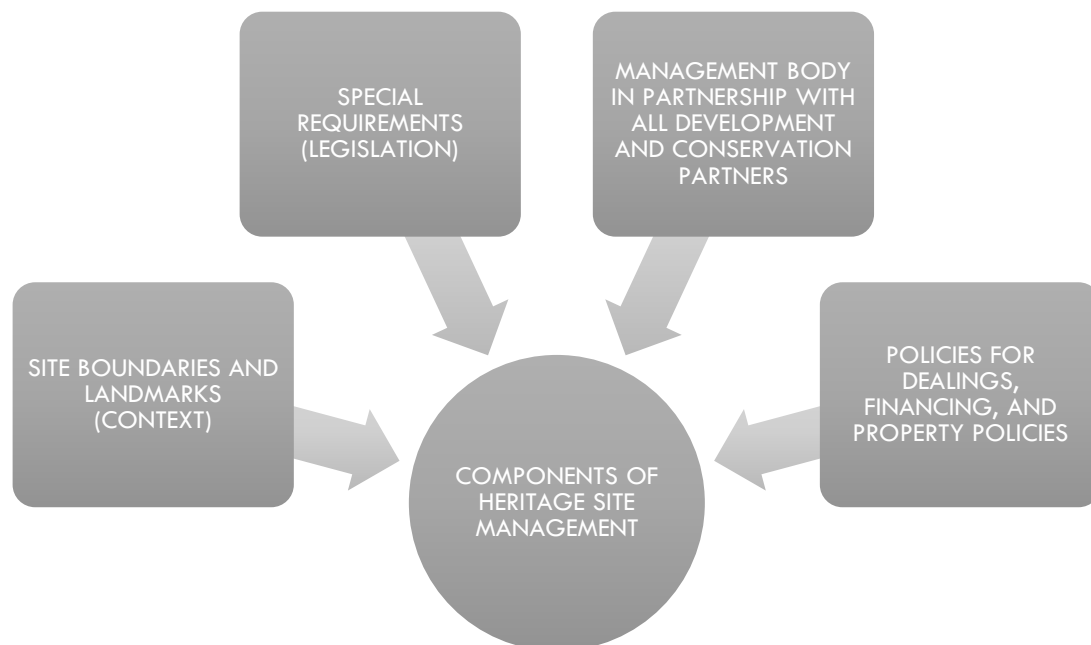 SPECIAL
REQUIREMENTS
(LEGISLATION)
MANAGEMENT BODY
IN PARTNERSHIP WITH
ALL DEVELOPMENT
AND CONSERVATION
PARTNERS
SITE BOUNDARIES AND
LANDMARKS
(CONTEXT)
POLICIES FOR
DEALINGS,
FINANCING, AND
PROPERTY POLICIES
COMPONENTS OF
HERITAGE SITE
MANAGEMENT